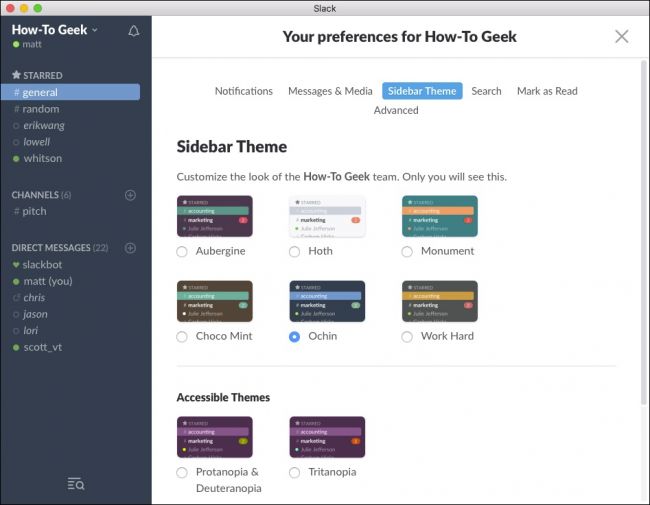 Slack
How-To Geek
matt
STARRED
# general
# random
erikwang
lowell
whitson
CHANNELS (6)
# pitch
DIRECT MESSAGES (22)
slackbot
matt (you)
chris
jason
lori
scott_vt
Your preferences for How-To Geek
Notifications Messages & Media Sidebar Theme Search Mark as Read
Advanced
Sidebar Theme
Customize the look of the How-To Geek team. Only you will see this.
STARRED STARRED STARRED
# accounting # accounting # accounting
# marketing 2 # marketing 2 # marketing 2
Julie Jefferson Julie Jefferson Julie Jefferson
Aubergine Hoth Monument
STARRED STARRED STARRED
# accounting # accounting # accounting
# marketing 2 # marketing 2 # marketing 2
Julie Jefferson Julie Jefferson Julie Jefferson
Choco Mint Ochin Work Hard
Accessible Themes
STARRED STARRED
# accounting # accounting
# marketing # marketing
Julie Jefferson Julie Jefferson
Protanopia & Tritanopia
Deuteranopia